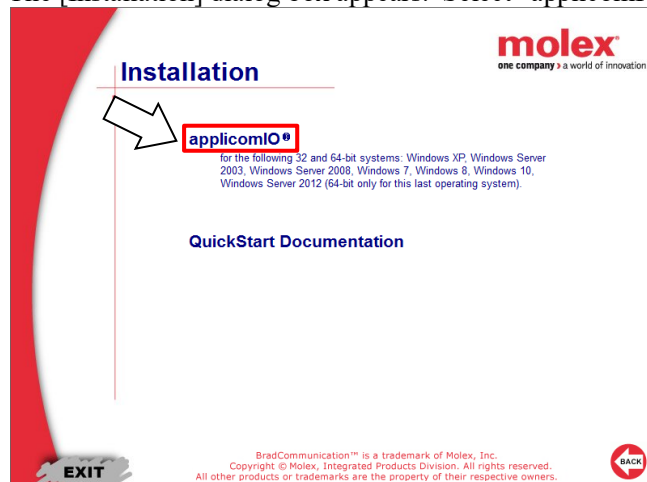 molex
one company > a world of innovation
Installation
applicomIO®
for the following 32 and 64-bit systems: Windows XP, Windows Server
2003, Windows Server 2008, Windows 7, Windows 8, Windows 10,
Windows Server 2012 (64-bit only for this last operating system).
QuickStart Documentation
BradCommunication™ is a trademark of Molex, Inc.
Copyright © Molex, Integrated Products Division. All rights reserved.
All other products or trademarks are the property of their respective owners.
EXIT
BACK